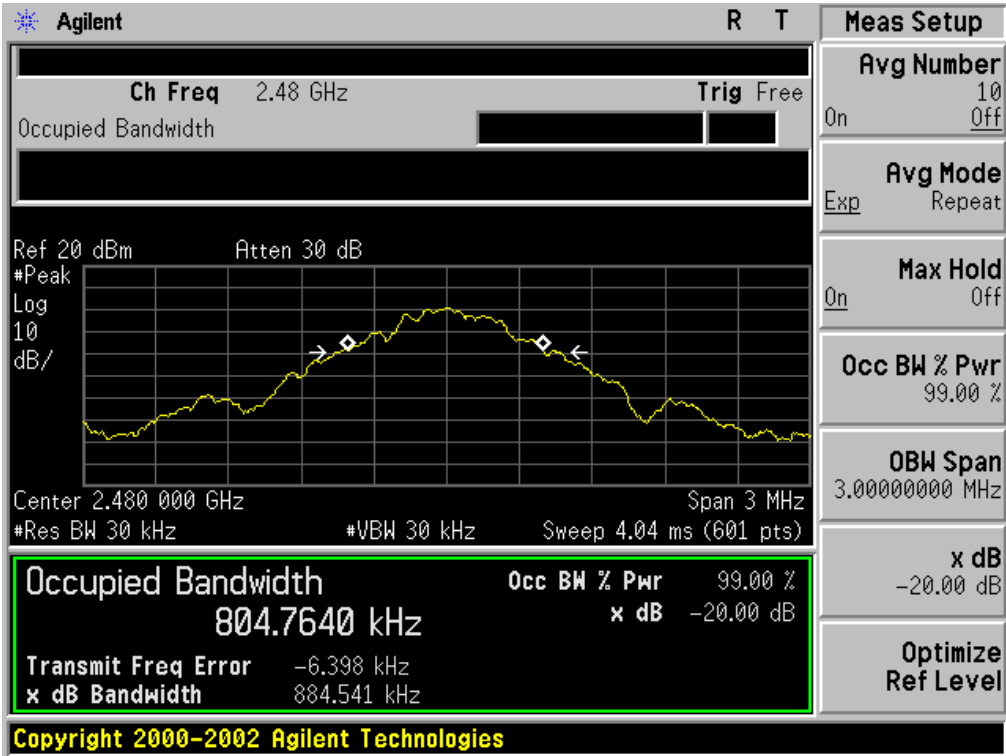 Agilent R T
Ch Freq 2.48 GHz Trig Free
Occupied Bandwidth
Ref 20 dBm Atten 30 dB
#Peak
Log
10
dB/
Center 2.480 000 GHz Span 3 MHz
#Res BW 30 kHz #VBW 30 kHz Sweep 4.04 ms (601 pts)
Occupied Bandwidth
804.7640 kHz
Occ BW % Pwr 99.00 %
x dB -20.00 dB
Transmit Freq Error -6.398 kHz
x dB Bandwidth 884.541 kHz
Copyright 2000-2002 Agilent Technologies
Meas Setup
Avg Number
10
On Off
Avg Mode
Exp Repeat
Max Hold
On Off
Occ BW % Pwr
99.00 %
OBW Span
3.00000000 MHz
x dB
-20.00 dB
Optimize
Ref Level